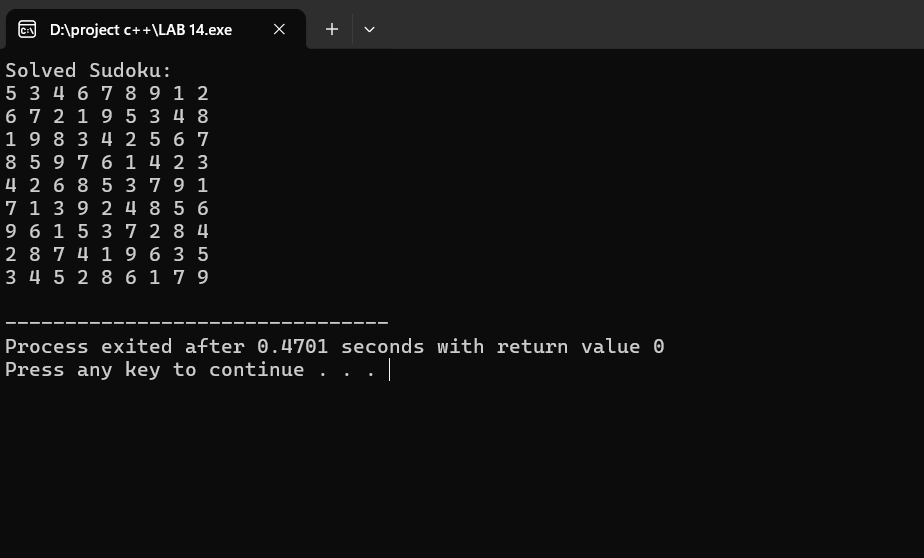 D:\project c++\LAB 14.exe
Solved Sudoku:
5 3 4 6 7 8 9 1 2
6 7 2 1 9 5 3 4 8
1 9 8 3 4 2 5 6 7
8 5 9 7 6 1 4 2 3
4 2 6 8 5 3 7 9 1
7 1 3 9 2 4 8 5 6
9 6 1 5 3 7 2 8 4
2 8 7 4 1 9 6 3 5
3 4 5 2 8 6 1 7 9
--------------------------------
Process exited after 0.4701 seconds with return value 0
Press any key to continue . . .